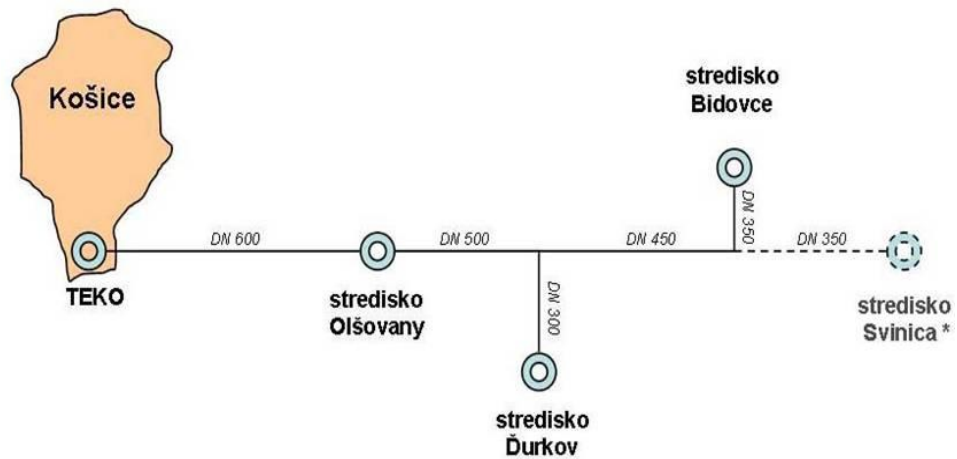 Košice
stredisko
Bidovce
DN 600
DN 500
DN 450
DN 350
DN 350
TEKO
stredisko
Olšovany
DN 300
stredisko
Svinica *
stredisko
Ďurkov